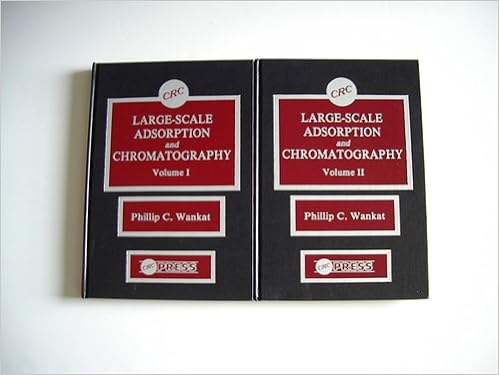 CRC
LARGE-SCALE
ADSORPTION
and
CHROMATOGRAPHY
Volume I
Phillip C. Wankat
CRC PRESS
CRC
LARGE-SCALE
ADSORPTION
and
CHROMATOGRAPHY
Volume II
Phillip C. Wankat
CRC PRESS